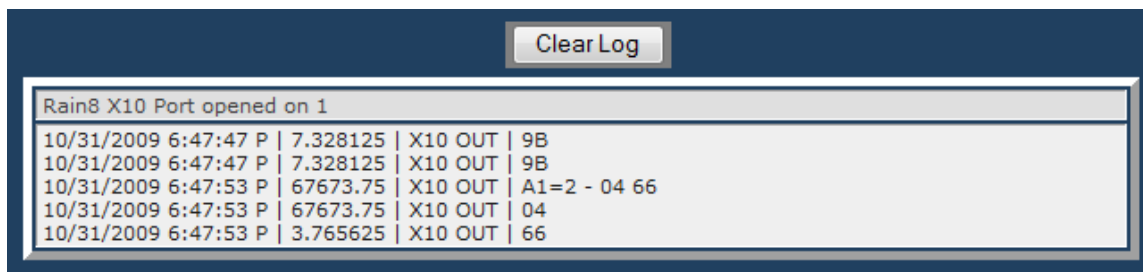 Clear Log
Rain8 X10 Port opened on 1
10/31/2009 6:47:47 P | 7.328125 | X10 OUT | 9B
10/31/2009 6:47:47 P | 7.328125 | X10 OUT | 9B
10/31/2009 6:47:53 P | 67673.75 | X10 OUT | A1=2 - 04 66
10/31/2009 6:47:53 P | 67673.75 | X10 OUT | 04
10/31/2009 6:47:53 P | 3.765625 | X10 OUT | 66